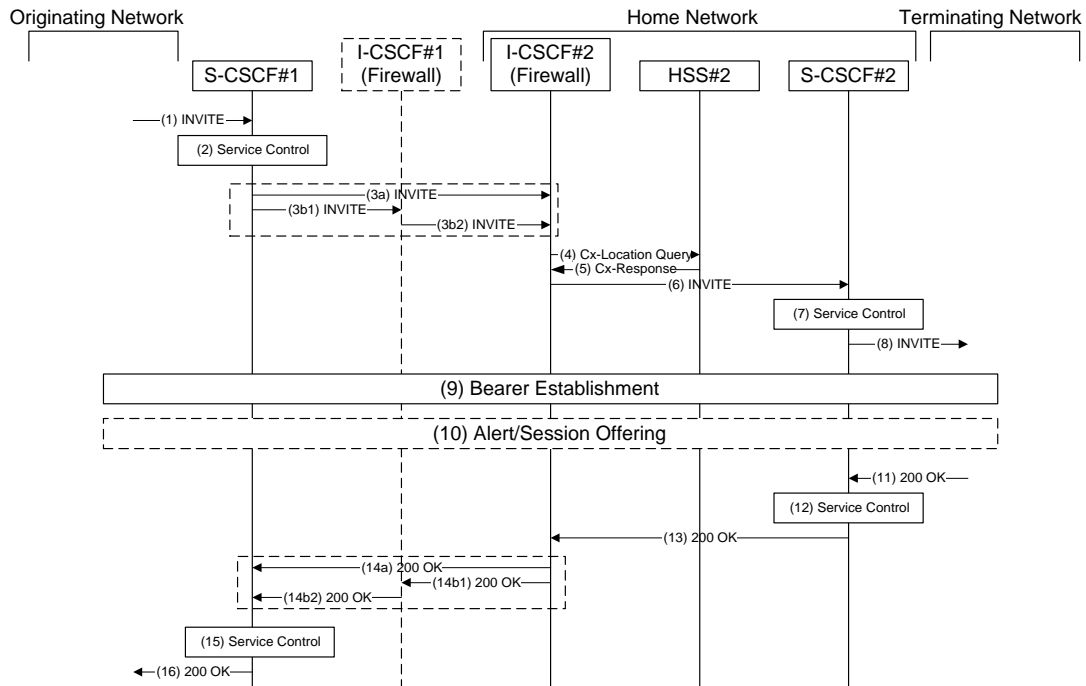 Originating Network
Home Network
Terminating Network
S-CSCF#1
I-CSCF#1
(Firewall)
I-CSCF#2
(Firewall)
HSS#2
S-CSCF#2
(1) INVITE
(2) Service Control
(3a) INVITE
(3b1) INVITE
(3b2) INVITE
(4) Cx-Location Query
(5) Cx-Response
(6) INVITE
(7) Service Control
(8) INVITE
(9) Bearer Establishment
(10) Alert/Session Offering
(11) 200 OK
(12) Service Control
(13) 200 OK
(14a) 200 OK
(14b1) 200 OK
(14b2) 200 OK
(15) Service Control
(16) 200 OK